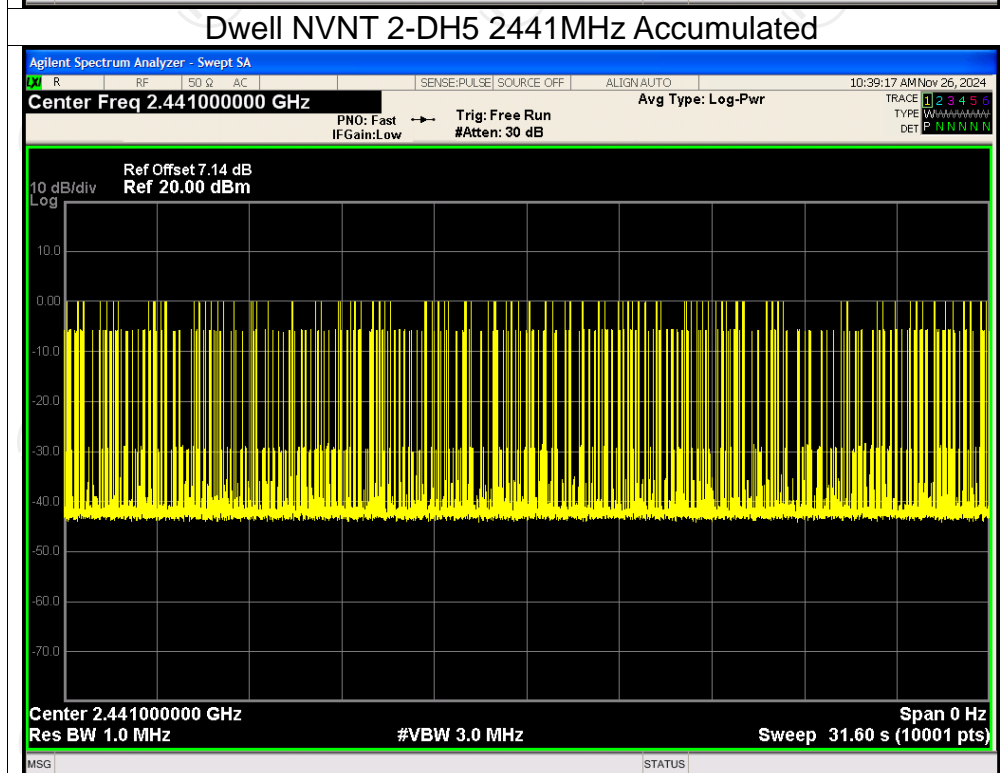 Dwell NVNT 2-DH5 2441MHz Accumulated
Agilent Spectrum Analyzer - Swept SA
LXI R RF 50 Ω AC SENSE:PULSE SOURCE OFF ALIGN AUTO 10:39:17 AM Nov 26, 2024
Center Freq 2.441000000 GHz Avg Type: Log-Pwr TRACE 1 2 3 4 5 6
PNO: Fast Trig: Free Run TYPE W
IFGain:Low #Atten: 30 dB DET P N N N N N
Ref Offset 7.14 dB
10 dB/div Ref 20.00 dBm
Log
10.0
0.00
-10.0
-20.0
-30.0
-40.0
-50.0
-60.0
-70.0
Center 2.441000000 GHz Span 0 Hz
Res BW 1.0 MHz #VBW 3.0 MHz Sweep 31.60 s (10001 pts)
MSG STATUS